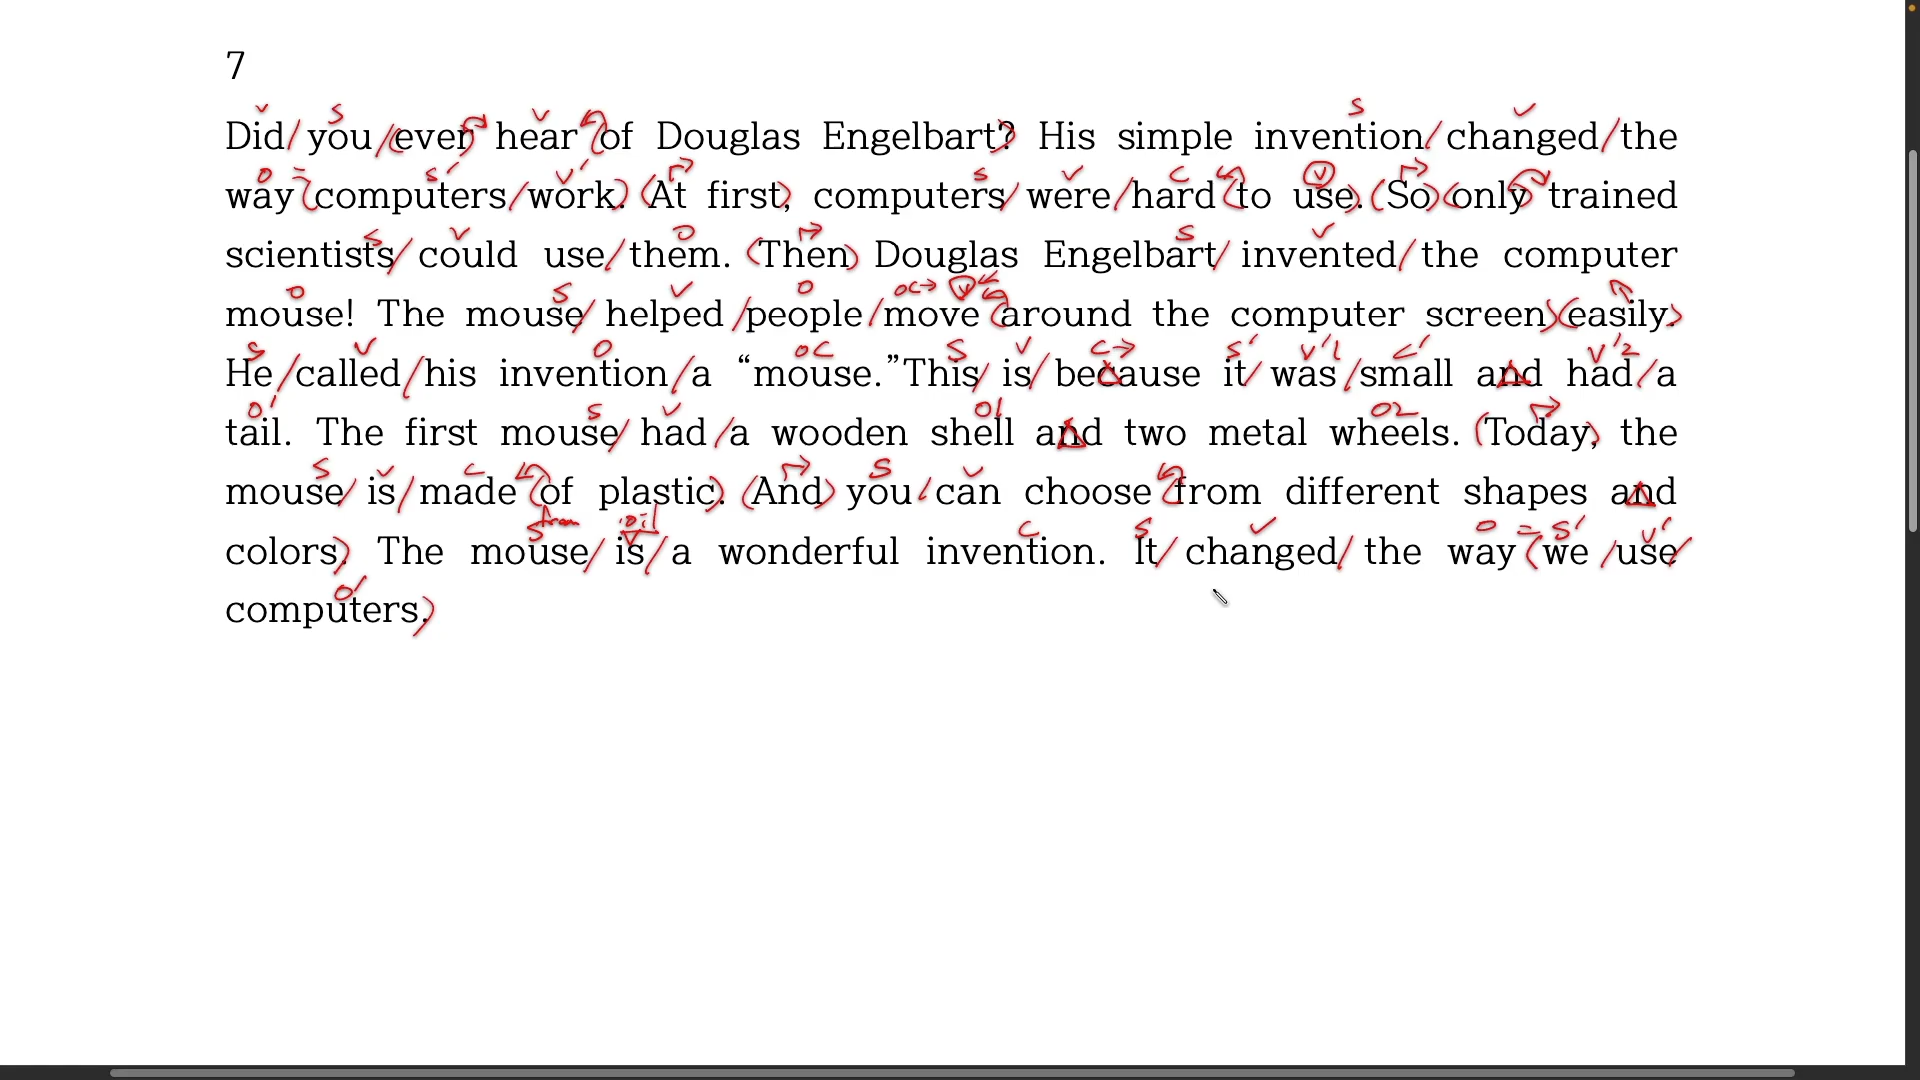 7
Did you ever hear of Douglas Engelbart? His simple invention changed the
way computers work. At first, computers were hard to use. So only trained
scientists could use them. Then Douglas Engelbart invented the computer
mouse! The mouse helped people move around the computer screen easily.
He called his invention a “mouse.”This is because it was small and had a
tail. The first mouse had a wooden shell and two metal wheels. Today, the
mouse is made of plastic. And you can choose from different shapes and
colors. The mouse is a wonderful invention. It changed the way we use
computers.